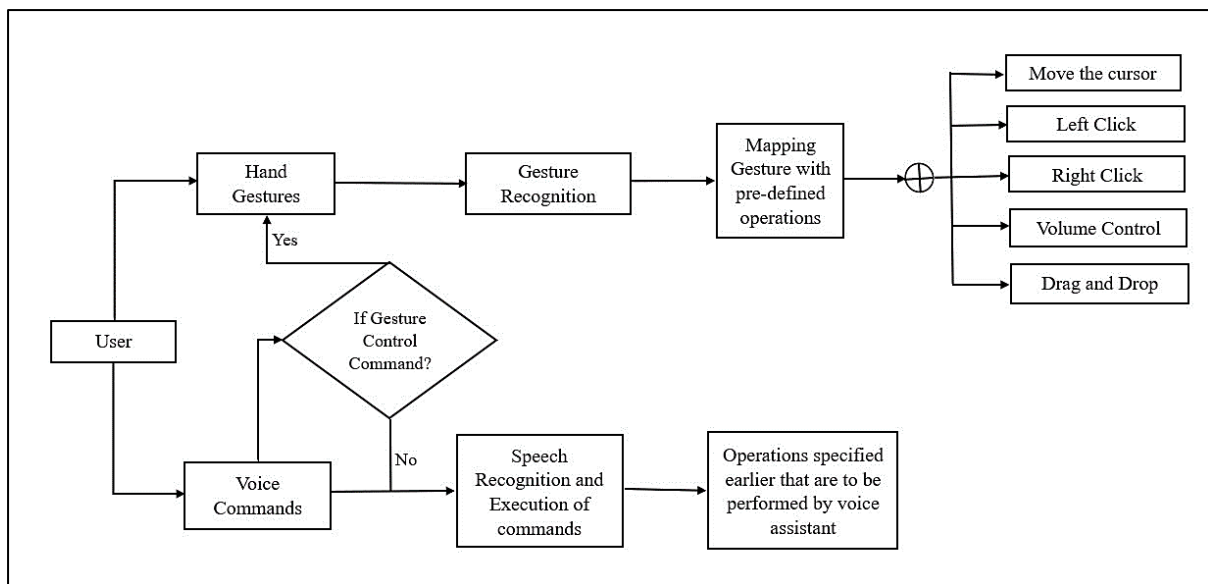 Move the cursor
Left Click
Hand
Gestures
Gesture
Recognition
Mapping
Gesture with
pre-defined
operations
Right Click
Yes
Volume Control
Drag and Drop
User
If Gesture
Control
Command?
No
Voice
Commands
Speech
Recognition and
Execution of
commands
Operations specified
earlier that are to be
performed by voice
assistant